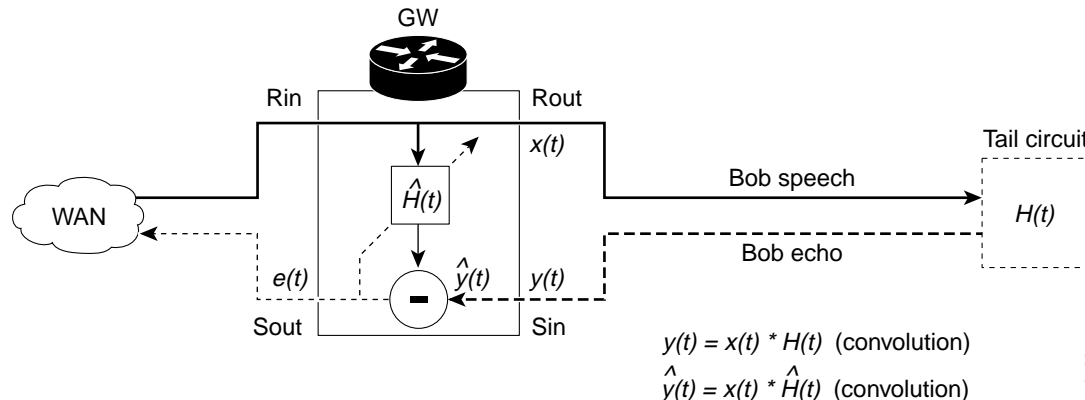 GW
Rin
Rout
x(t)
Tail circuit
Ĥ(t)
Bob speech
WAN
H(t)
Bob echo
e(t)
ŷ(t)
y(t)
-
Sout
Sin
y(t) = x(t) * H(t) (convolution)
ŷ(t) = x(t) * Ĥ(t) (convolution)